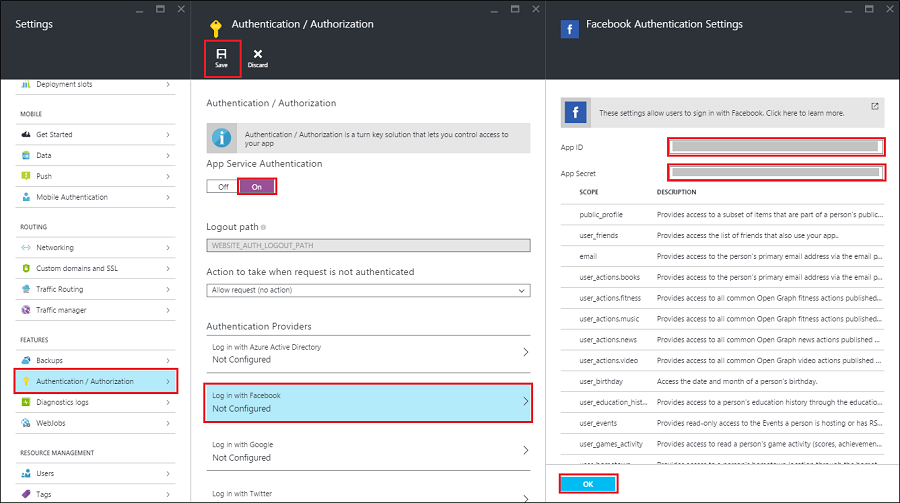 Settings
Deployment slots
MOBILE
Get Started
Data
Push
Mobile Authentication
ROUTING
Networking
Custom domains and SSL
Traffic Routing
Traffic manager
FEATURES
Backups
Authentication / Authorization
Diagnostics logs
WebJobs
RESOURCE MANAGEMENT
Users
Tags
Authentication / Authorization
Save
Discard
Authentication / Authorization
Authentication / Authorization is a turn key solution that lets you control access to
your app
App Service Authentication
Off
On
Logout path
WEBSITE_AUTH_LOGOUT_PATH
Action to take when request is not authenticated
Allow request (no action)
Authentication Providers
Log in with Azure Active Directory
Not Configured
Log in with Facebook
Not Configured
Log in with Google
Not Configured
Log in with Twitter
Facebook Authentication Settings
These settings allow users to sign in with Facebook. Click here to learn more.
App ID
App Secret
SCOPE DESCRIPTION
public_profile Provides access to a subset of items that are part of a person's public...
user_friends Provides access the list of friends that also use your app..
email Provides access to the person's primary email address via the email p...
user_actions.books Provides access to the person's primary email address via the email p...
user_actions.fitness Provides access to all common Open Graph fitness actions published...
user_actions.music Provides access to all common Open Graph fitness actions published...
user_actions.news Provides access to all common Open Graph news actions published ...
user_actions.video Provides access to all common Open Graph video actions published ...
user_birthday Access the date and month of a person's birthday.
user_education_hist... Provides access to a person's education history through the education...
user_events Provides read-only access to the Events a person is hosting or has RS...
user_games_activity Provides access to read a person's game activity (scores, achievemen...
OK